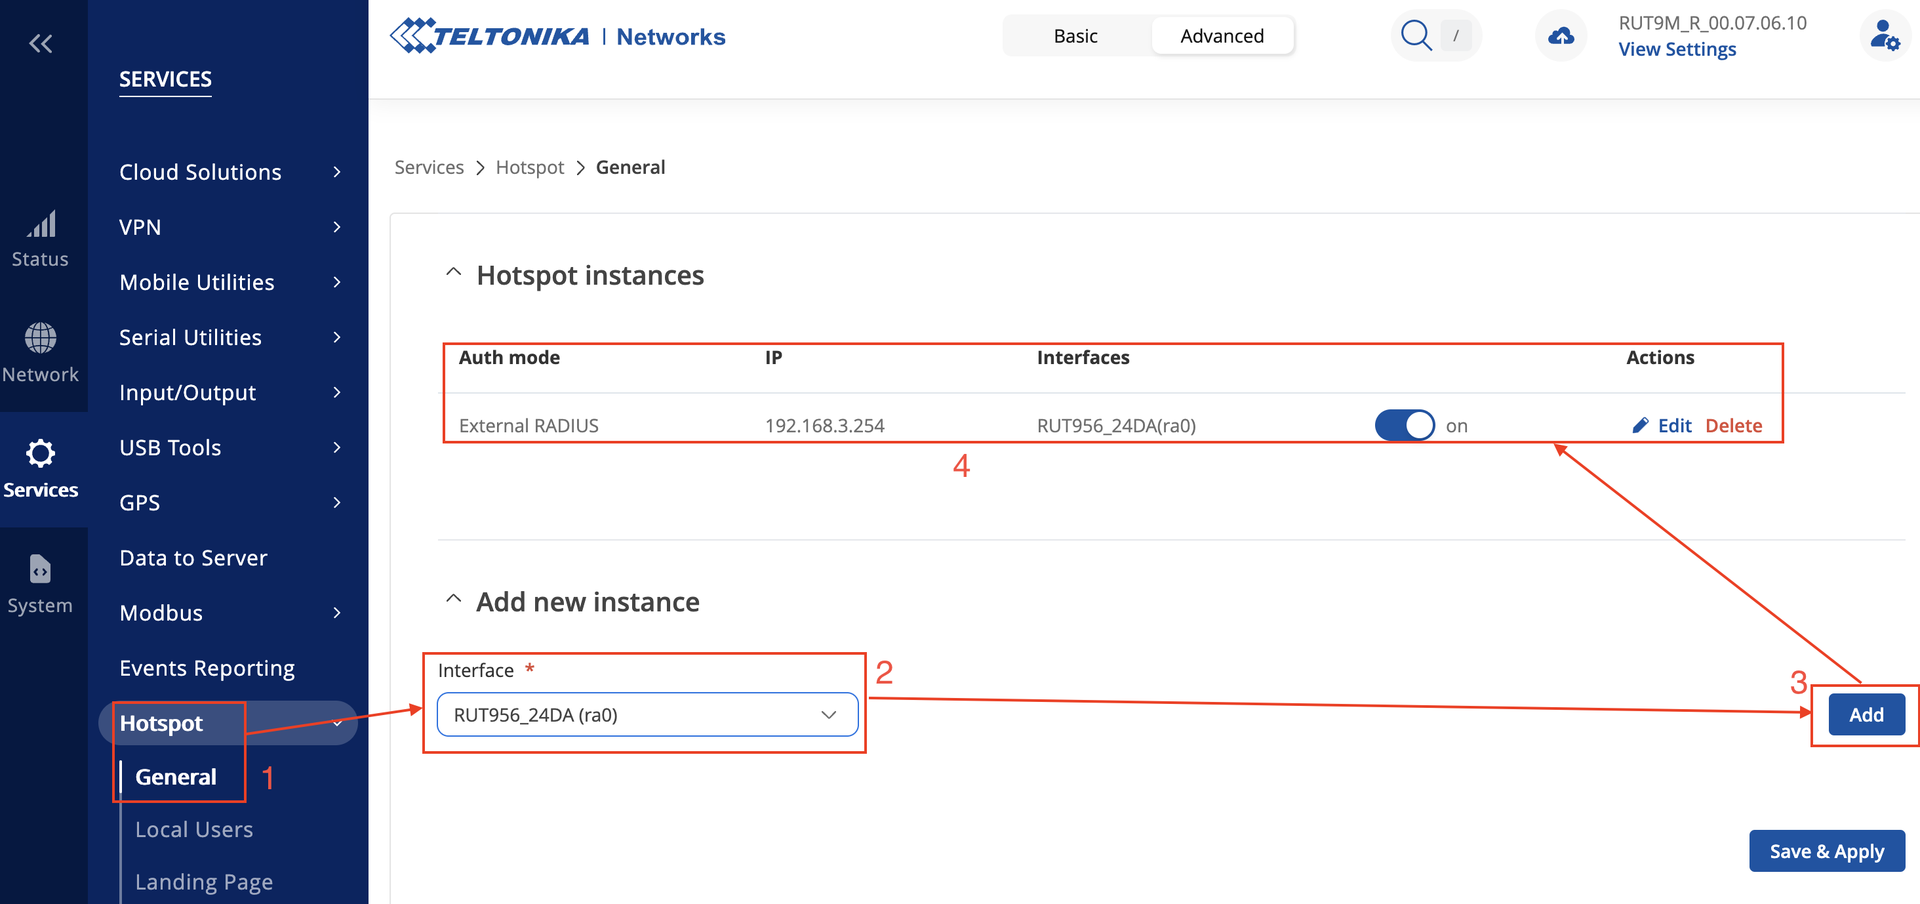 TELTONIKA | Networks
Basic
Advanced
/
RUT9M_R_00.07.06.10
View Settings
SERVICES
Cloud Solutions
VPN
Mobile Utilities
Serial Utilities
Input/Output
USB Tools
GPS
Data to Server
Modbus
Events Reporting
Hotspot
General
1
Local Users
Landing Page
Status
Network
Services
System
Services > Hotspot > General
Hotspot instances
Auth mode IP Interfaces Actions
External RADIUS 192.168.3.254 RUT956_24DA(ra0) on Edit Delete
4
Add new instance
Interface *
2
RUT956_24DA (ra0)
3
Add
Save & Apply